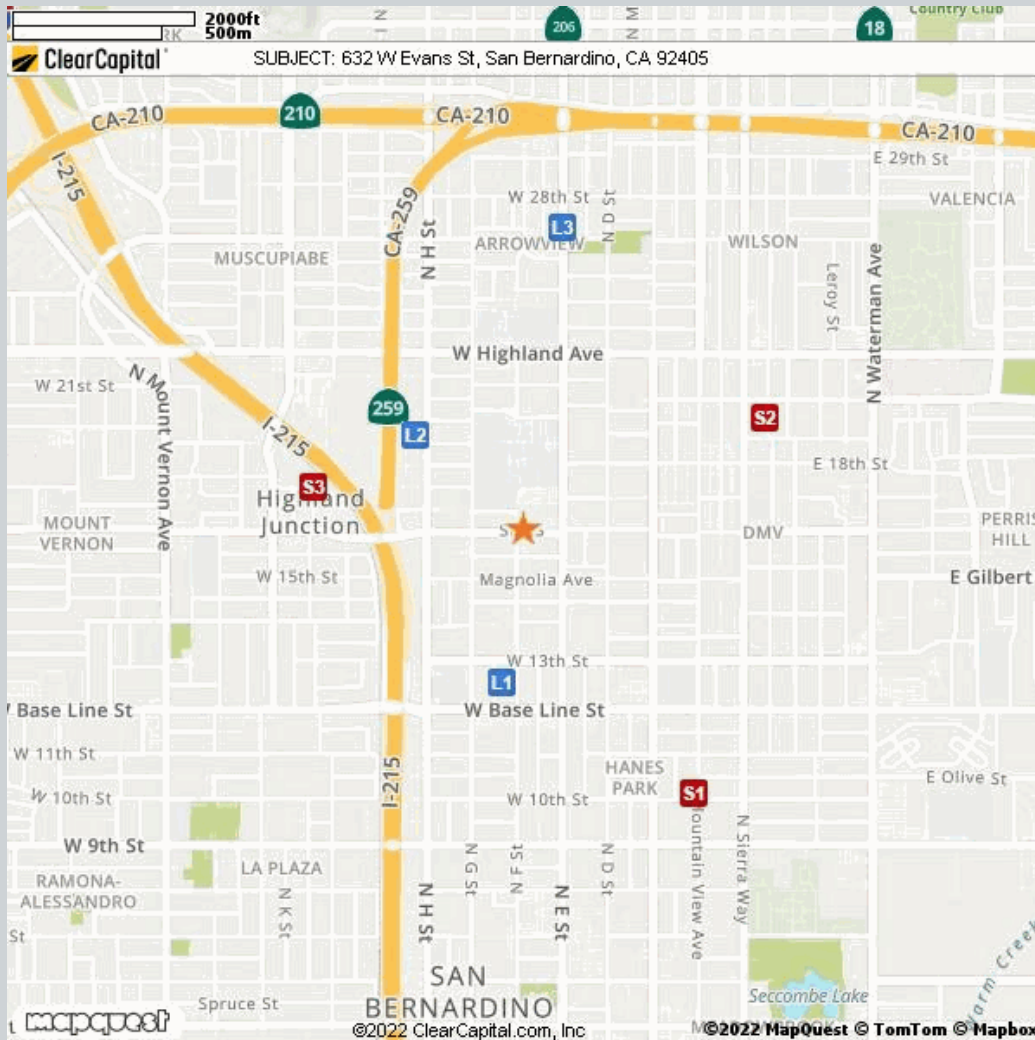 2000ft
500m
206
18
Country Club
ClearCapital
SUBJECT: 632 W Evans St, San Bernardino, CA 92405
CA-210
210
CA-210
CA-210
E 29th St
I-215
W 28th St
N D St
VALENCIA
CA-259
N H St
L3
ARROWVIEW
WILSON
MUSCUPIABE
Leroy St
N Waterman Ave
W Highland Ave
W 21st St
N Mount Vernon Ave
259
L2
S2
I-215
E 18th St
S3
Highland
Junction
MOUNT
VERNON
DMV
PERRIS
HILL
W 15th St
Magnolia Ave
E Gilbert
W 13th St
L1
Base Line St
W Base Line St
W 11th St
I-215
HANES
PARK
E Olive St
W 10th St
W 10th St
S1
Mountain View Ave
N Sierra Way
W 9th St
N G St
N F St
N D St
LA PLAZA
RAMONA-
ALESSANDRO
N K St
N H St
N E St
St
Warm Creek
SAN
BERNARDINO
Seccombe Lake
Spruce St
mapquest
©2022 ClearCapital.com, Inc
©2022 MapQuest © TomTom © Mapbox